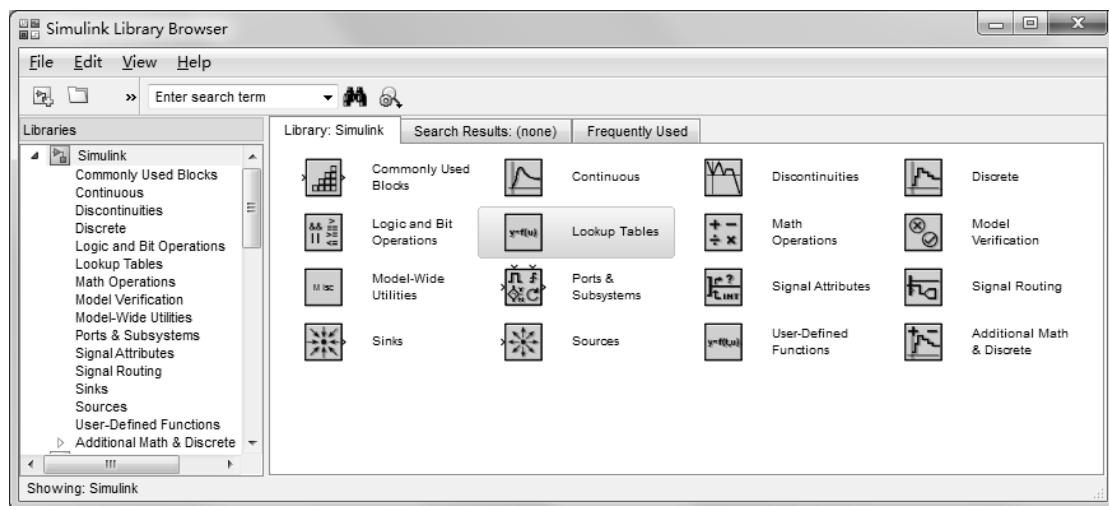 Simulink Library Browser
File Edit View Help
» Enter search term
Libraries
Simulink
Commonly Used Blocks
Continuous
Discontinuities
Discrete
Logic and Bit Operations
Lookup Tables
Math Operations
Model Verification
Model-Wide Utilities
Ports & Subsystems
Signal Attributes
Signal Routing
Sinks
Sources
User-Defined Functions
Additional Math & Discrete
Library: Simulink Search Results: (none) Frequently Used
Commonly Used
Blocks
Continuous
Discontinuities
Discrete
&& >
|| ==
<=
Logic and Bit
Operations
y=f(u)
Lookup Tables
+ −
÷ ×
Math
Operations
Model
Verification
Misc
Model-Wide
Utilities
Ports &
Subsystems
?
INT
Signal Attributes
Signal Routing
Sinks
Sources
y=f(t,u)
User-Defined
Functions
Additional Math
& Discrete
Showing: Simulink